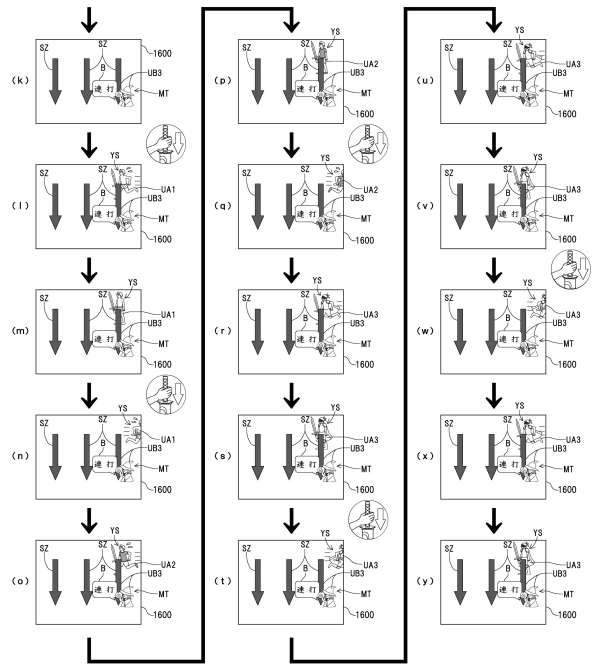 (k)
SZ
SZ
1600
B
UB3
連打
MT
(l)
SZ
SZ
YS
B
UA1
UB3
連打
MT
1600
(m)
SZ
SZ
YS
B
UA1
UB3
連打
MT
1600
(n)
SZ
SZ
YS
B
UA1
UB3
連打
MT
1600
(o)
SZ
SZ
YS
B
UA2
UB3
連打
MT
1600
(p)
SZ
SZ
YS
B
UA2
UB3
連打
MT
1600
(q)
SZ
SZ
YS
B
UA2
UB3
連打
MT
1600
(r)
SZ
SZ
YS
B
UA3
UB3
連打
MT
1600
(s)
SZ
SZ
YS
B
UA3
UB3
連打
MT
1600
(t)
SZ
SZ
YS
B
UA3
UB3
連打
MT
1600
(u)
SZ
SZ
YS
B
UA3
UB3
連打
MT
1600
(v)
SZ
SZ
YS
B
UA3
UB3
連打
MT
1600
(w)
SZ
SZ
YS
B
UA3
UB3
連打
MT
1600
(x)
SZ
SZ
YS
B
UA3
UB3
連打
MT
1600
(y)
SZ
SZ
YS
B
UA3
UB3
連打
MT
1600